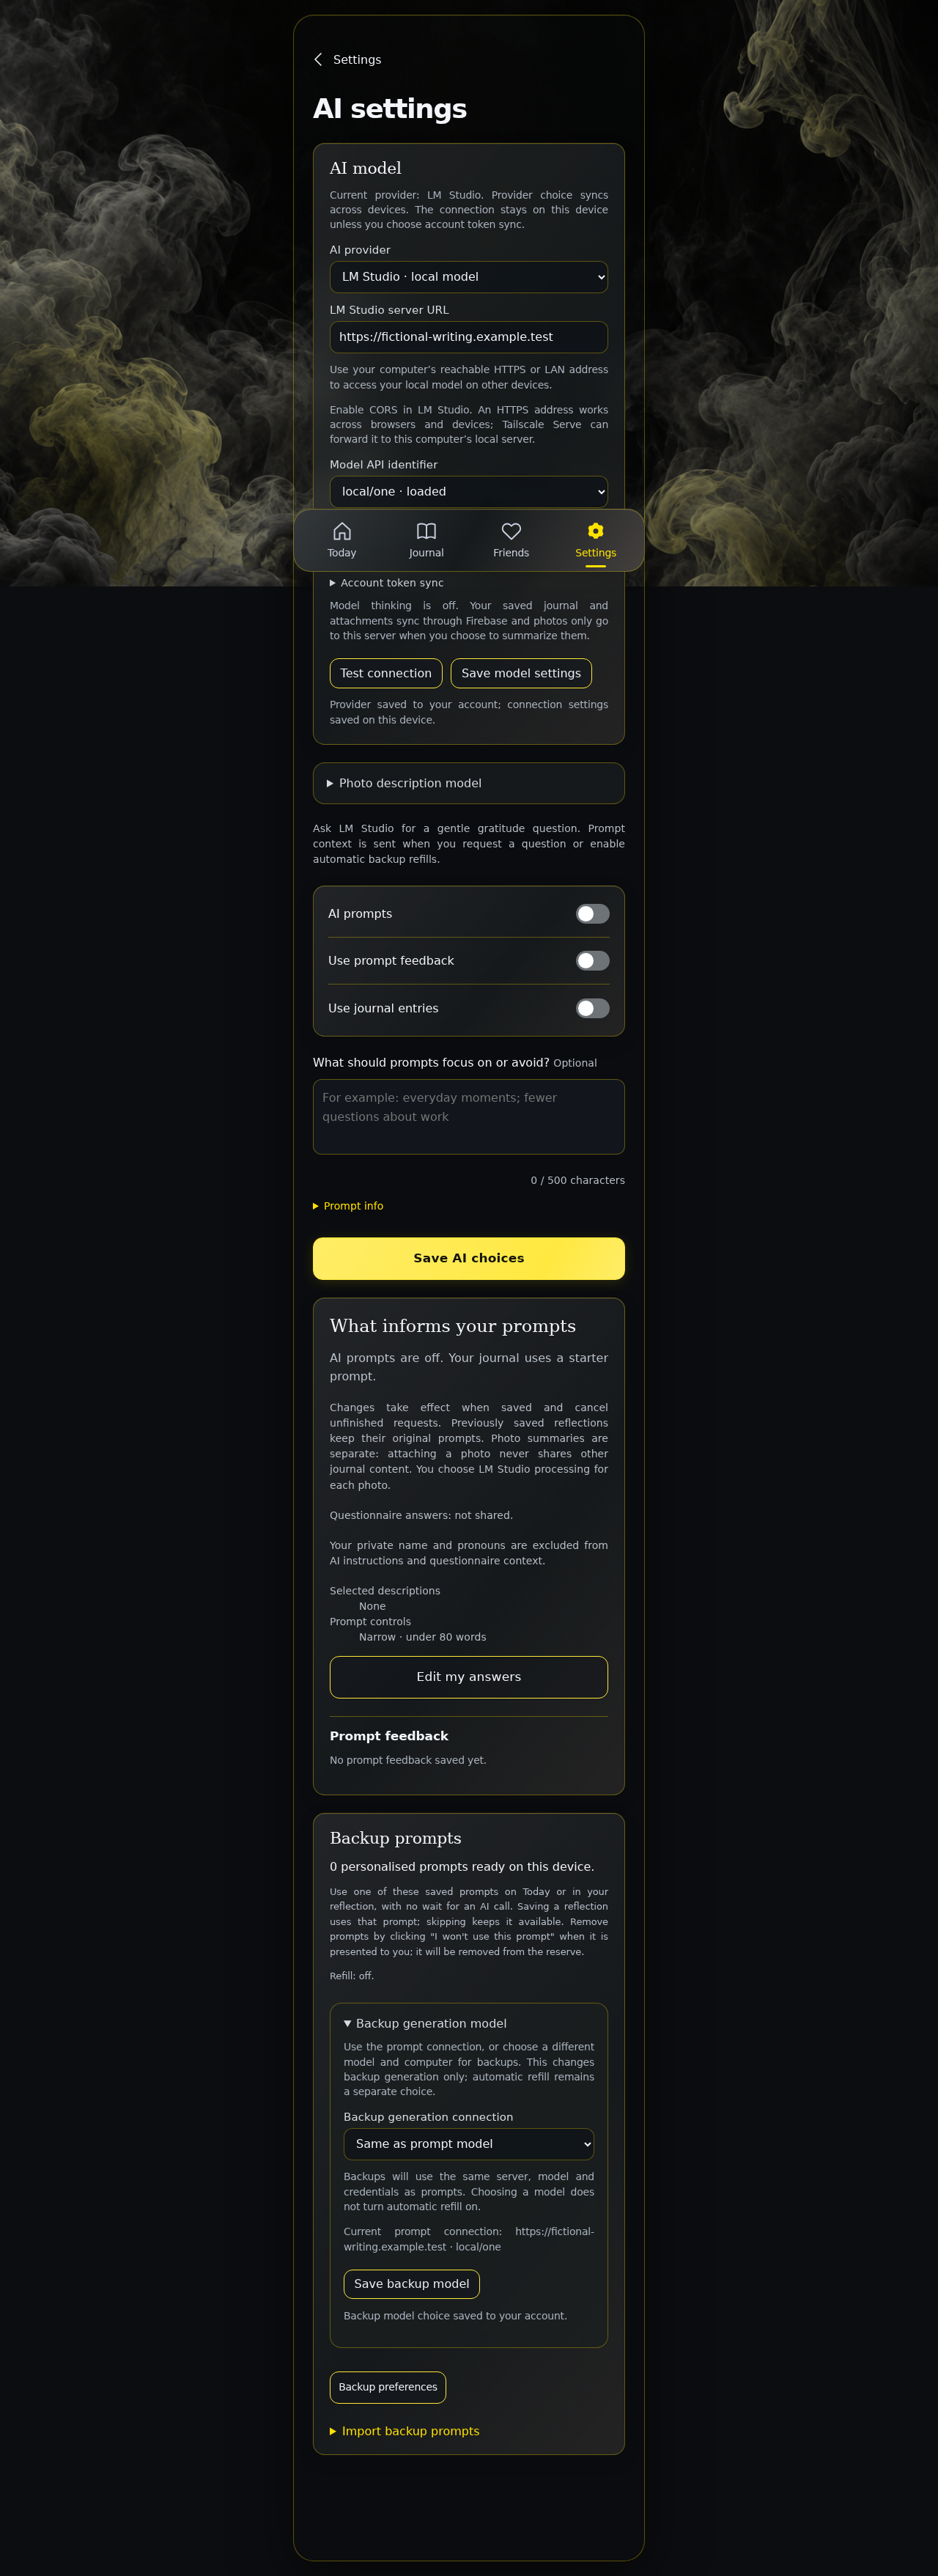 Settings
AI settings
AI model
Current provider: LM Studio. Provider choice syncs
across devices. The connection stays on this device
unless you choose account token sync.
AI provider
LM Studio · local model
LM Studio server URL
https://fictional-writing.example.test
Use your computer’s reachable HTTPS or LAN address
to access your local model on other devices.
Enable CORS in LM Studio. An HTTPS address works
across browsers and devices; Tailscale Serve can
forward it to this computer’s local server.
Model API identifier
local/one · loaded
Today
Journal
Friends
Settings
Account token sync
Model thinking is off. Your saved journal and
attachments sync through Firebase and photos only go
to this server when you choose to summarize them.
Test connection
Save model settings
Provider saved to your account; connection settings
saved on this device.
Photo description model
Ask LM Studio for a gentle gratitude question. Prompt
context is sent when you request a question or enable
automatic backup refills.
AI prompts
Use prompt feedback
Use journal entries
What should prompts focus on or avoid? Optional
For example: everyday moments; fewer
questions about work
0 / 500 characters
Prompt info
Save AI choices
What informs your prompts
AI prompts are off. Your journal uses a starter
prompt.
Changes take effect when saved and cancel
unfinished requests. Previously saved reflections
keep their original prompts. Photo summaries are
separate: attaching a photo never shares other
journal content. You choose LM Studio processing for
each photo.
Questionnaire answers: not shared.
Your private name and pronouns are excluded from
AI instructions and questionnaire context.
Selected descriptions
None
Prompt controls
Narrow · under 80 words
Edit my answers
Prompt feedback
No prompt feedback saved yet.
Backup prompts
0 personalised prompts ready on this device.
Use one of these saved prompts on Today or in your
reflection, with no wait for an AI call. Saving a reflection
uses that prompt; skipping keeps it available. Remove
prompts by clicking "I won't use this prompt" when it is
presented to you; it will be removed from the reserve.
Refill: off.
Backup generation model
Use the prompt connection, or choose a different
model and computer for backups. This changes
backup generation only; automatic refill remains
a separate choice.
Backup generation connection
Same as prompt model
Backups will use the same server, model and
credentials as prompts. Choosing a model does
not turn automatic refill on.
Current prompt connection: https://fictional-
writing.example.test · local/one
Save backup model
Backup model choice saved to your account.
Backup preferences
Import backup prompts